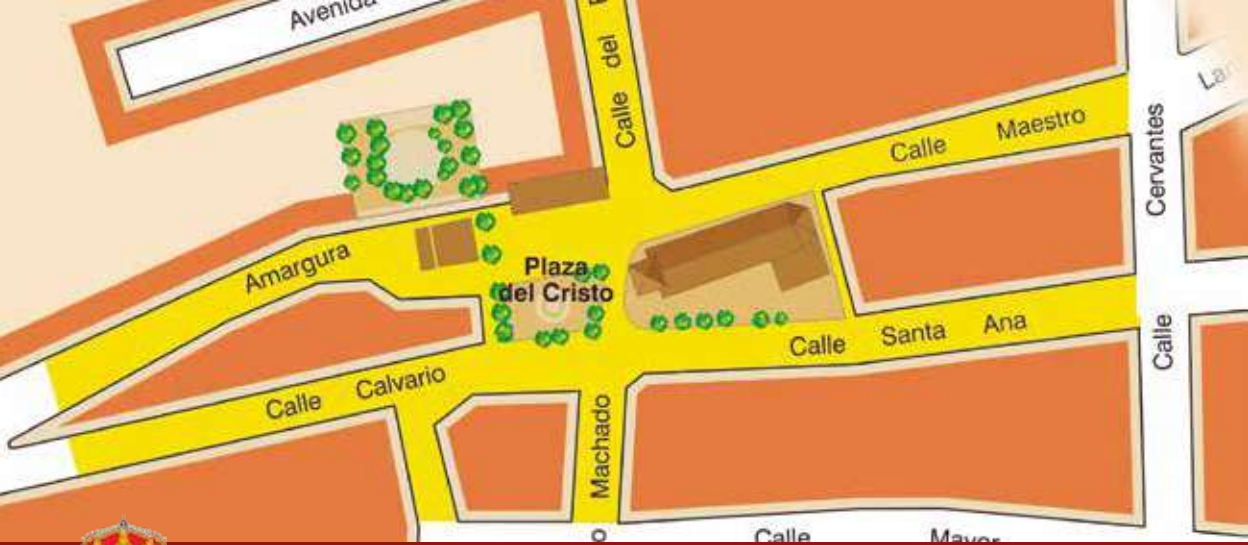 Avenida
Calle del
Calle Maestro
Cervantes
Calle
Amargura
Plaza
del Cristo
Calle Santa Ana
Calle Calvario
Machado
Calle Mayor